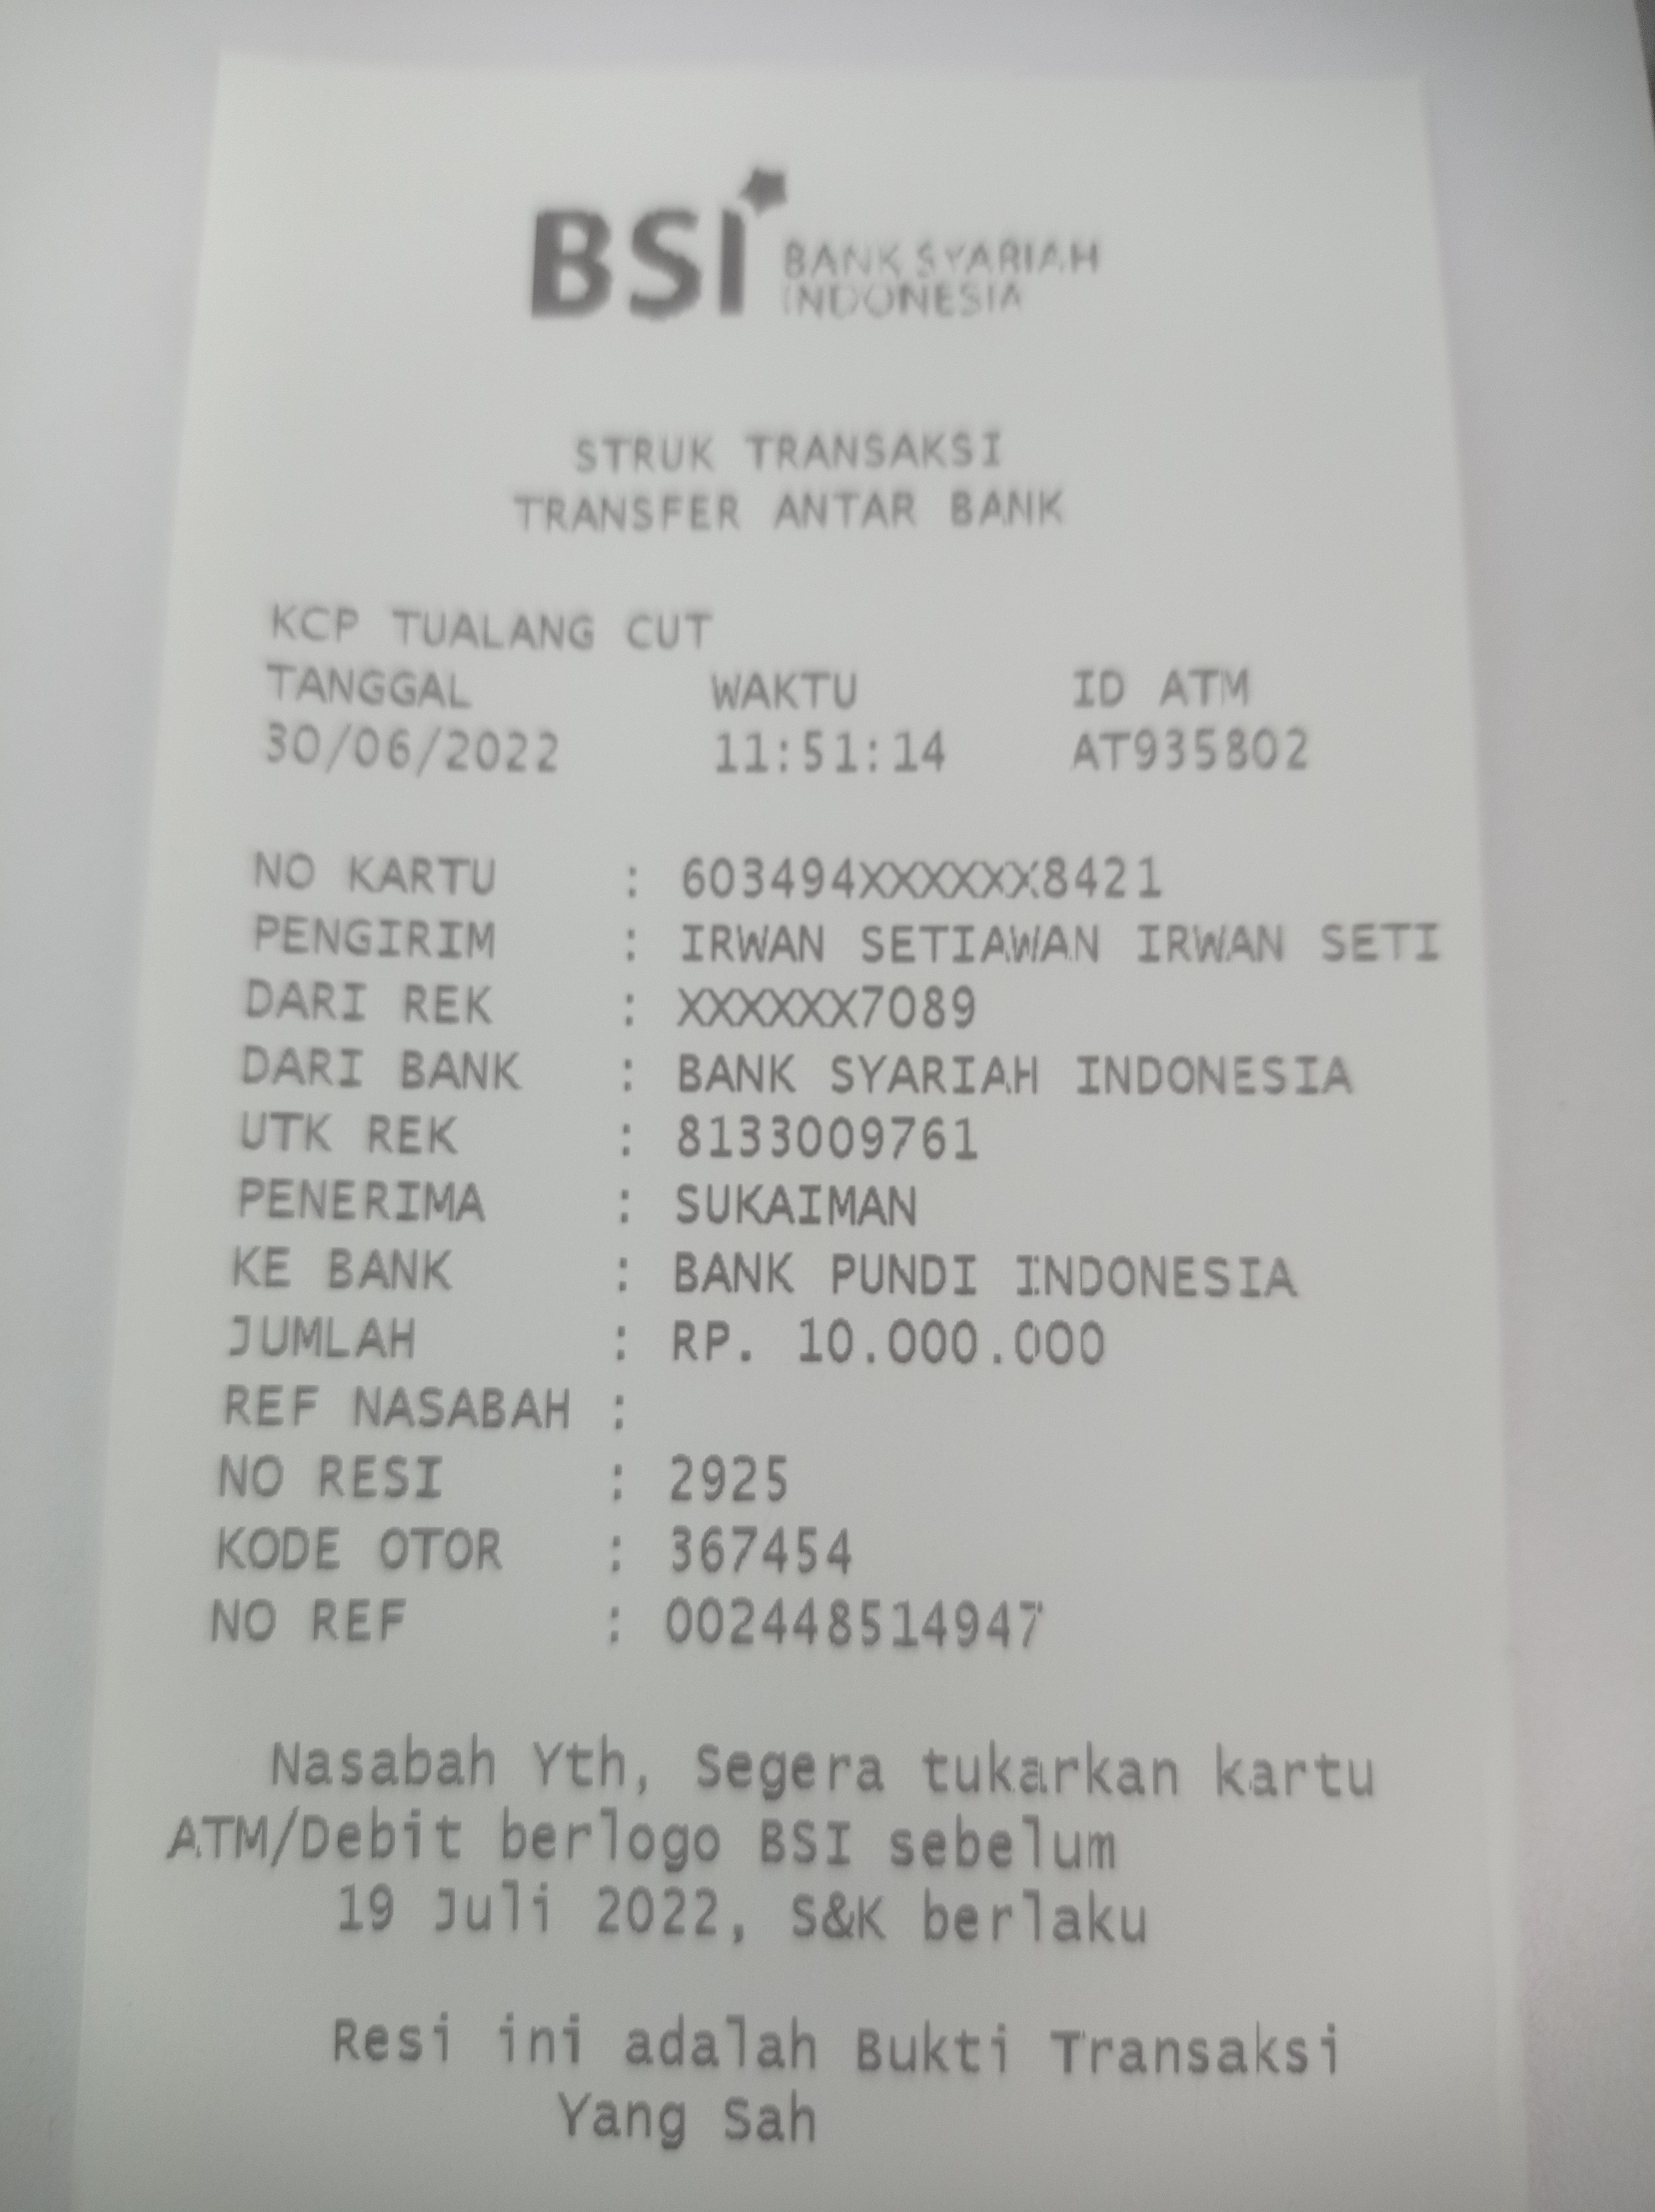 BSI BANK SYARIAH
INDONESIA
STRUK TRANSAKSI
TRANSFER ANTAR BANK
KCP TUALANG CUT
TANGGAL WAKTU ID ATM
30/06/2022 11:51:14 AT935802
NO KARTU : 603494XXXXXX8421
PENGIRIM : IRWAN SETIAWAN IRWAN SETI
DARI REK : XXXXXX7089
DARI BANK : BANK SYARIAH INDONESIA
UTK REK : 8133009761
PENERIMA : SUKAIMAN
KE BANK : BANK PUNDI INDONESIA
JUMLAH : RP. 10.000.000
REF NASABAH :
NO RESI : 2925
KODE OTOR : 367454
NO REF : 002448514947
Nasabah Yth, Segera tukarkan kartu
ATM/Debit berlogo BSI sebelum
19 Juli 2022, S&K berlaku
Resi ini adalah Bukti Transaksi
Yang Sah